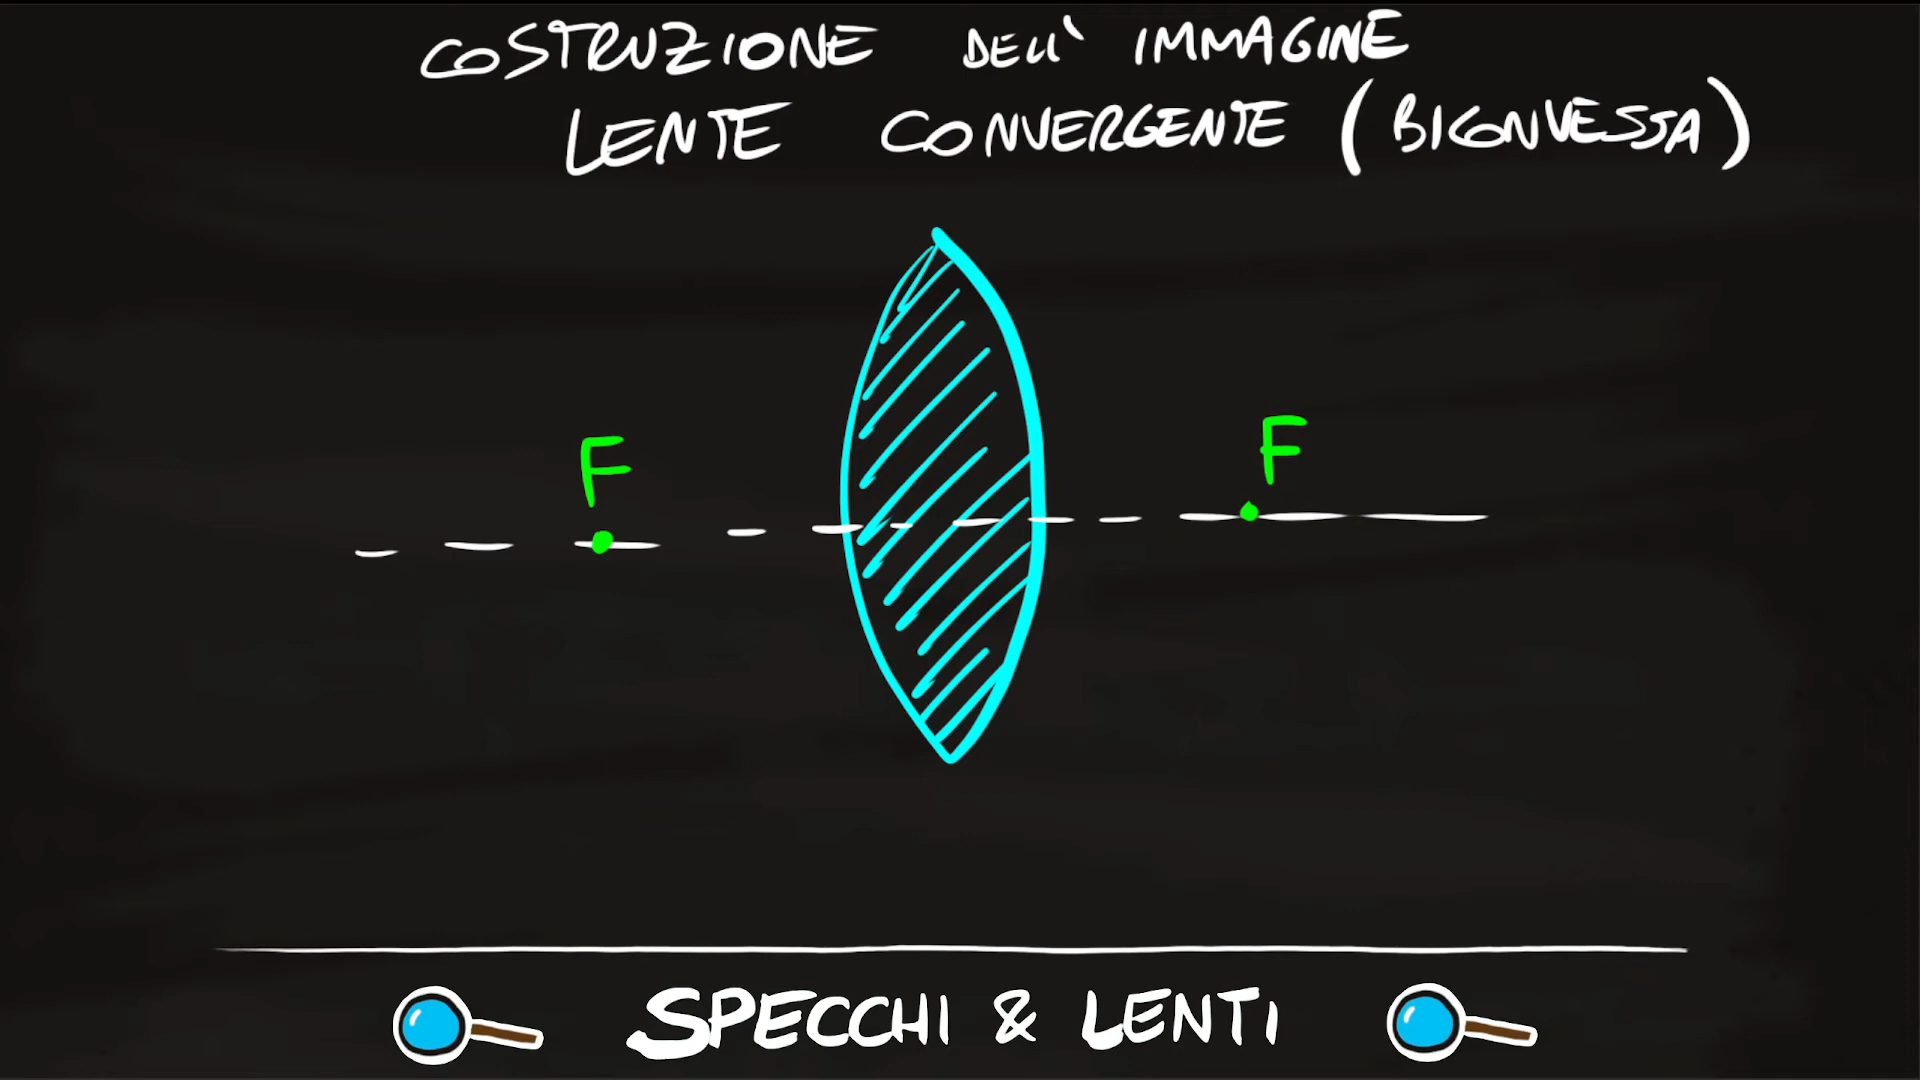 COSTRUZIONE DELL' IMMAGINE
LENTE CONVERGENTE (BICONVESSA)
F
F
SPECCHI & LENTI